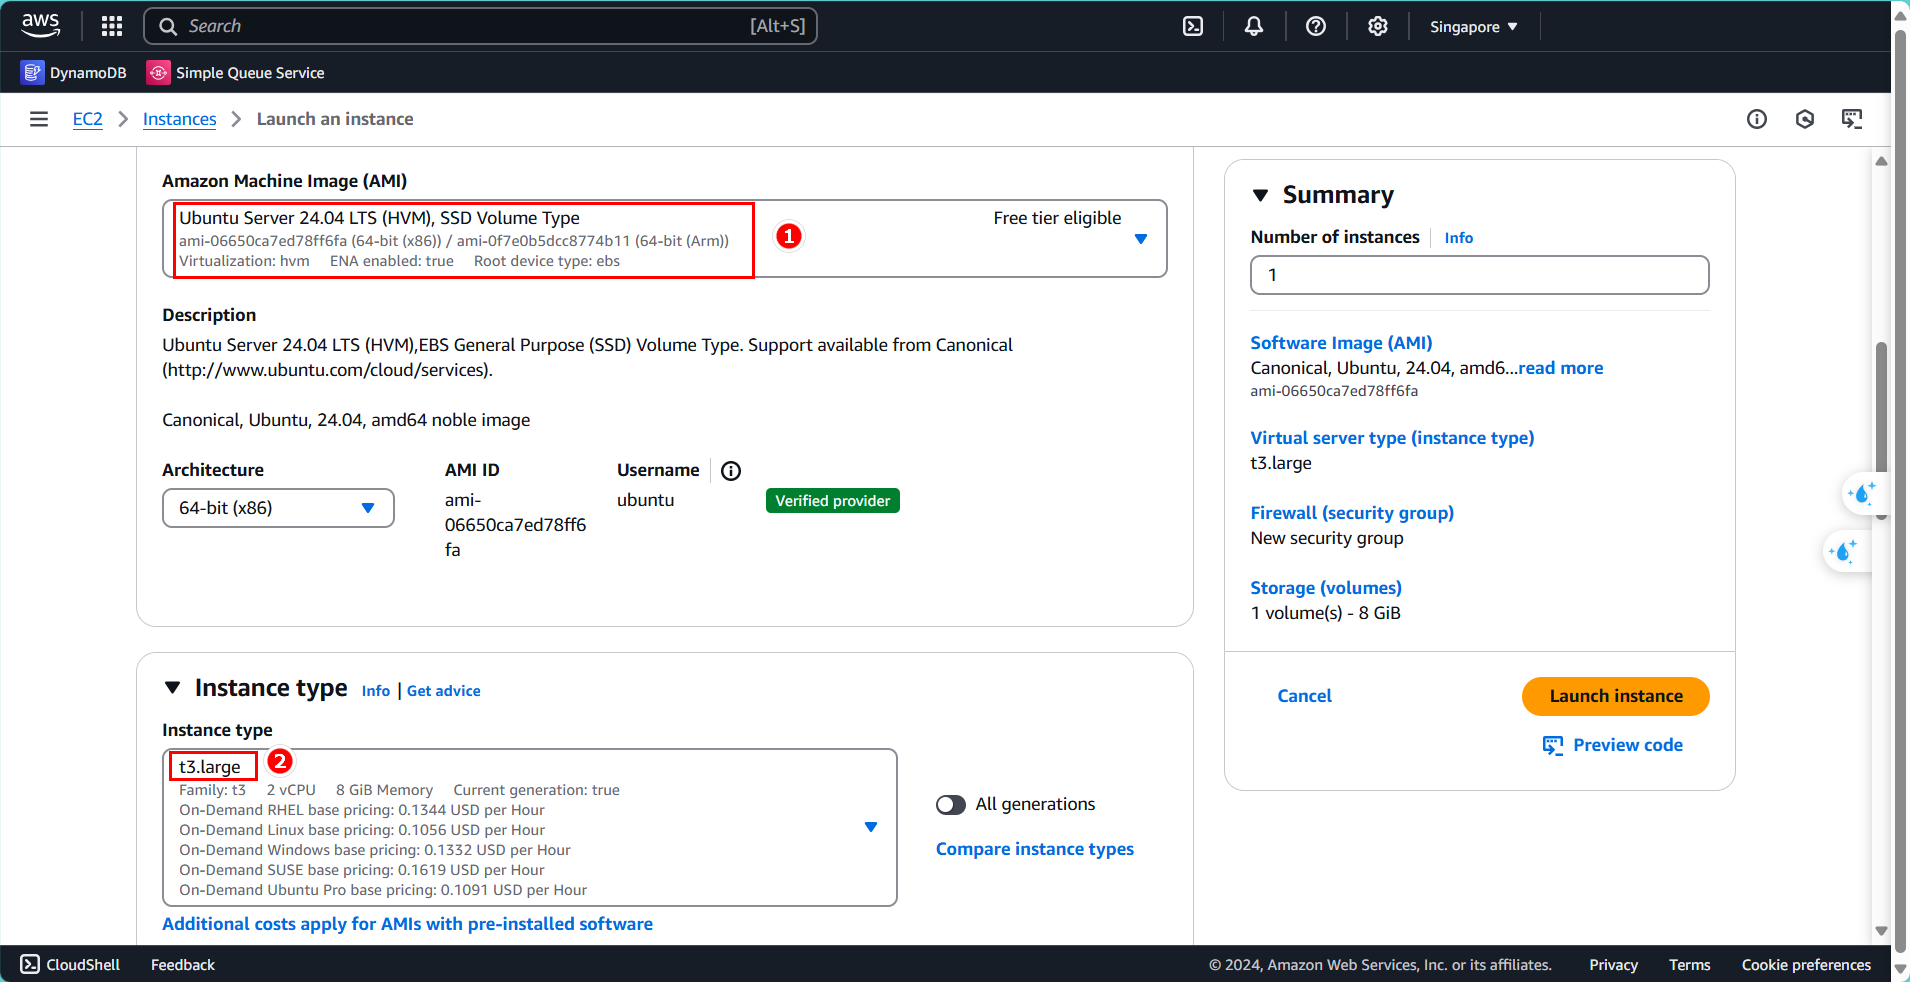 aws
Search
[Alt+S]
Singapore
DynamoDB
Simple Queue Service
EC2
Instances
Launch an instance
Amazon Machine Image (AMI)
Ubuntu Server 24.04 LTS (HVM), SSD Volume Type
Free tier eligible
ami-06650ca7ed78ff6fa (64-bit (x86)) / ami-0f7e0b5dcc8774b11 (64-bit (Arm))
Virtualization: hvm ENA enabled: true Root device type: ebs
1
Description
Ubuntu Server 24.04 LTS (HVM),EBS General Purpose (SSD) Volume Type. Support available from Canonical
(http://www.ubuntu.com/cloud/services).
Canonical, Ubuntu, 24.04, amd64 noble image
Architecture
64-bit (x86)
AMI ID
ami-
06650ca7ed78ff6
fa
Username
ubuntu
Verified provider
Instance type
Info | Get advice
Instance type
t3.large
2
Family: t3 2 vCPU 8 GiB Memory Current generation: true
On-Demand RHEL base pricing: 0.1344 USD per Hour
On-Demand Linux base pricing: 0.1056 USD per Hour
On-Demand Windows base pricing: 0.1332 USD per Hour
On-Demand SUSE base pricing: 0.1619 USD per Hour
On-Demand Ubuntu Pro base pricing: 0.1091 USD per Hour
All generations
Compare instance types
Additional costs apply for AMIs with pre-installed software
Summary
Number of instances
Info
1
Software Image (AMI)
Canonical, Ubuntu, 24.04, amd6...read more
ami-06650ca7ed78ff6fa
Virtual server type (instance type)
t3.large
Firewall (security group)
New security group
Storage (volumes)
1 volume(s) - 8 GiB
Cancel
Launch instance
Preview code
CloudShell
Feedback
© 2024, Amazon Web Services, Inc. or its affiliates.
Privacy
Terms
Cookie preferences